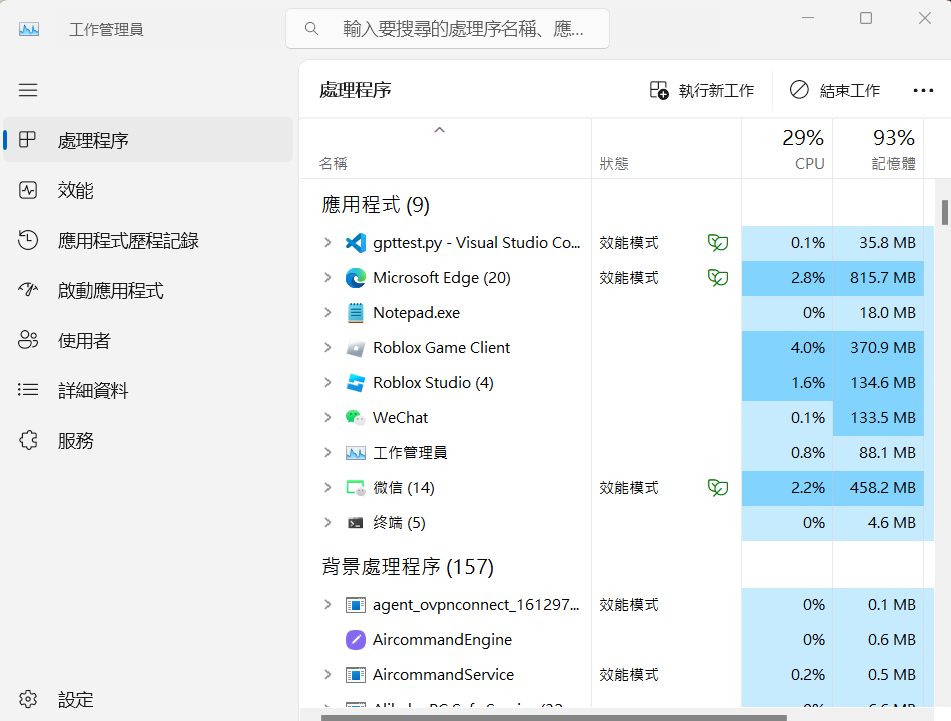 工作管理員
輸入要搜尋的處理序名稱、應...
處理程序
效能
應用程式歷程記錄
啟動應用程式
使用者
詳細資料
服務
設定
處理程序 執行新工作 結束工作
29% 93%
名稱 狀態 CPU 記憶體
應用程式 (9)
gpttest.py - Visual Studio Co... 效能模式 0.1% 35.8 MB
Microsoft Edge (20) 效能模式 2.8% 815.7 MB
Notepad.exe 0% 18.0 MB
Roblox Game Client 4.0% 370.9 MB
Roblox Studio (4) 1.6% 134.6 MB
WeChat 0.1% 133.5 MB
工作管理員 0.8% 88.1 MB
微信 (14) 效能模式 2.2% 458.2 MB
终端 (5) 0% 4.6 MB
背景處理程序 (157)
agent_ovpnconnect_161297... 效能模式 0% 0.1 MB
AircommandEngine 0% 0.6 MB
AircommandService 效能模式 0.2% 0.5 MB